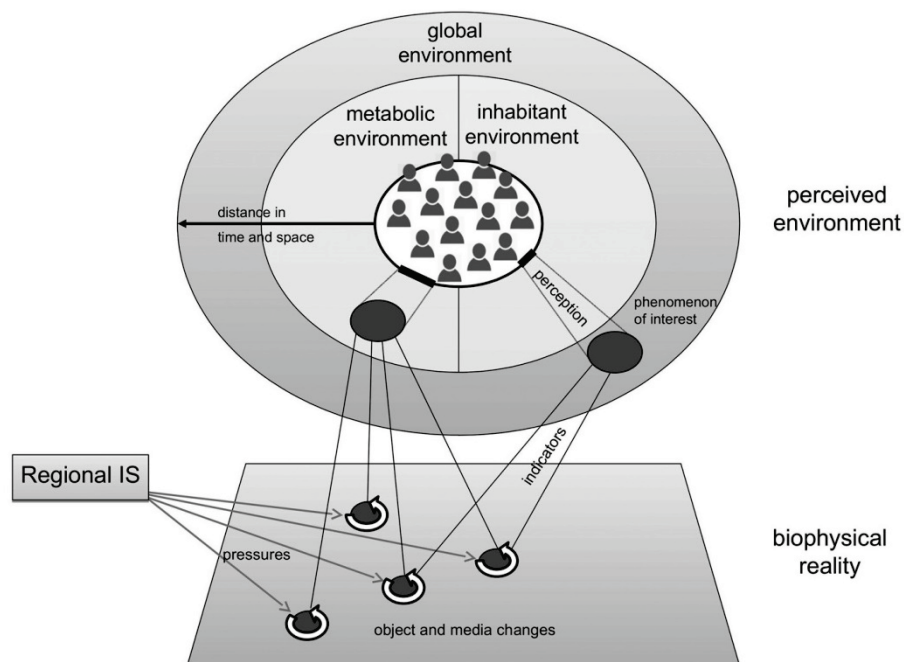 global
environment
metabolic
environment
inhabitant
environment
distance in
time and space
perceived
environment
perception
phenomenon
of interest
indicators
Regional IS
pressures
biophysical
reality
object and media changes